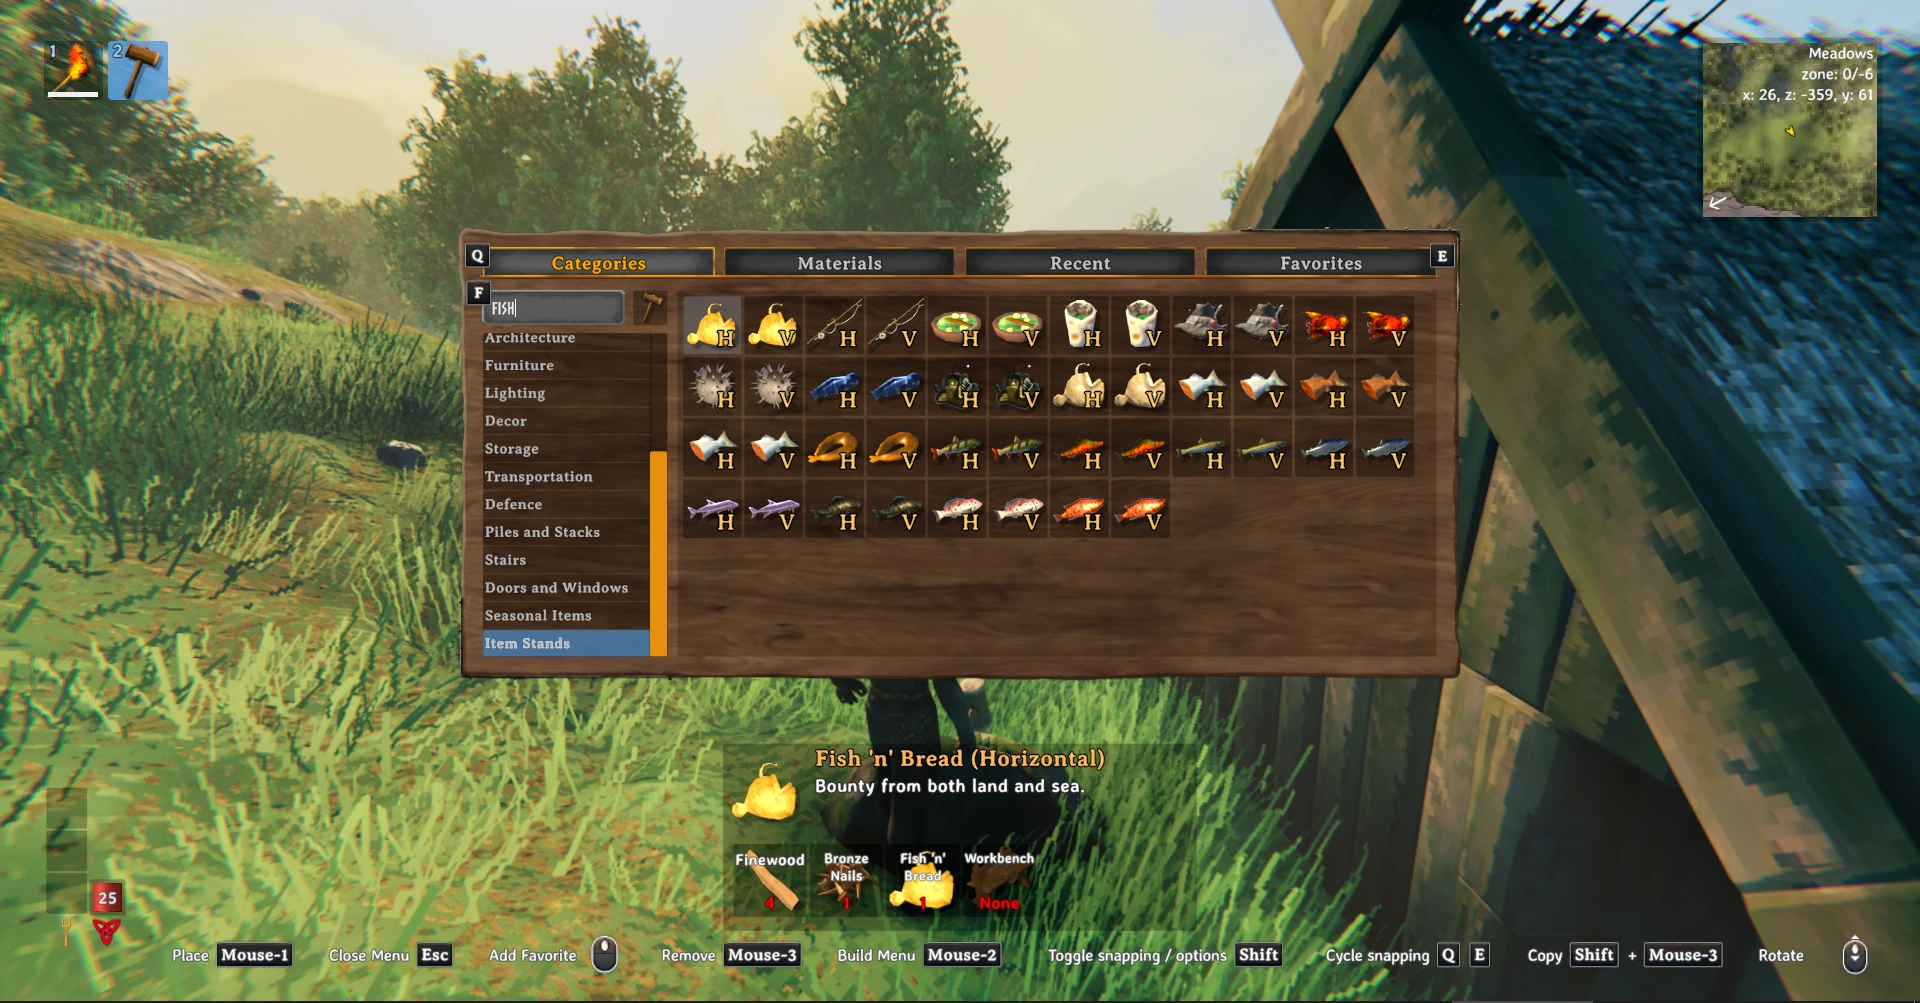 1
2
Meadows
zone: 0/-6
x: 26, z: -359, y: 61
Q
Categories
Materials
Recent
Favorites
E
F
FISH
H V H V H V H V H V H V
Architecture
Furniture
Lighting
H V H V H V H V H V H V
Decor
Storage
H V H V H V H V H V H V
Transportation
Defence
H V H V H V H V
Piles and Stacks
Stairs
Doors and Windows
Seasonal Items
Item Stands
Fish 'n' Bread (Horizontal)
Bounty from both land and sea.
Finewood
4
Bronze
Nails
1
Fish 'n'
Bread
1
Workbench
None
25
Place Mouse-1
Close Menu Esc
Add Favorite
Remove Mouse-3
Build Menu Mouse-2
Toggle snapping / options Shift
Cycle snapping Q E
Copy Shift + Mouse-3
Rotate